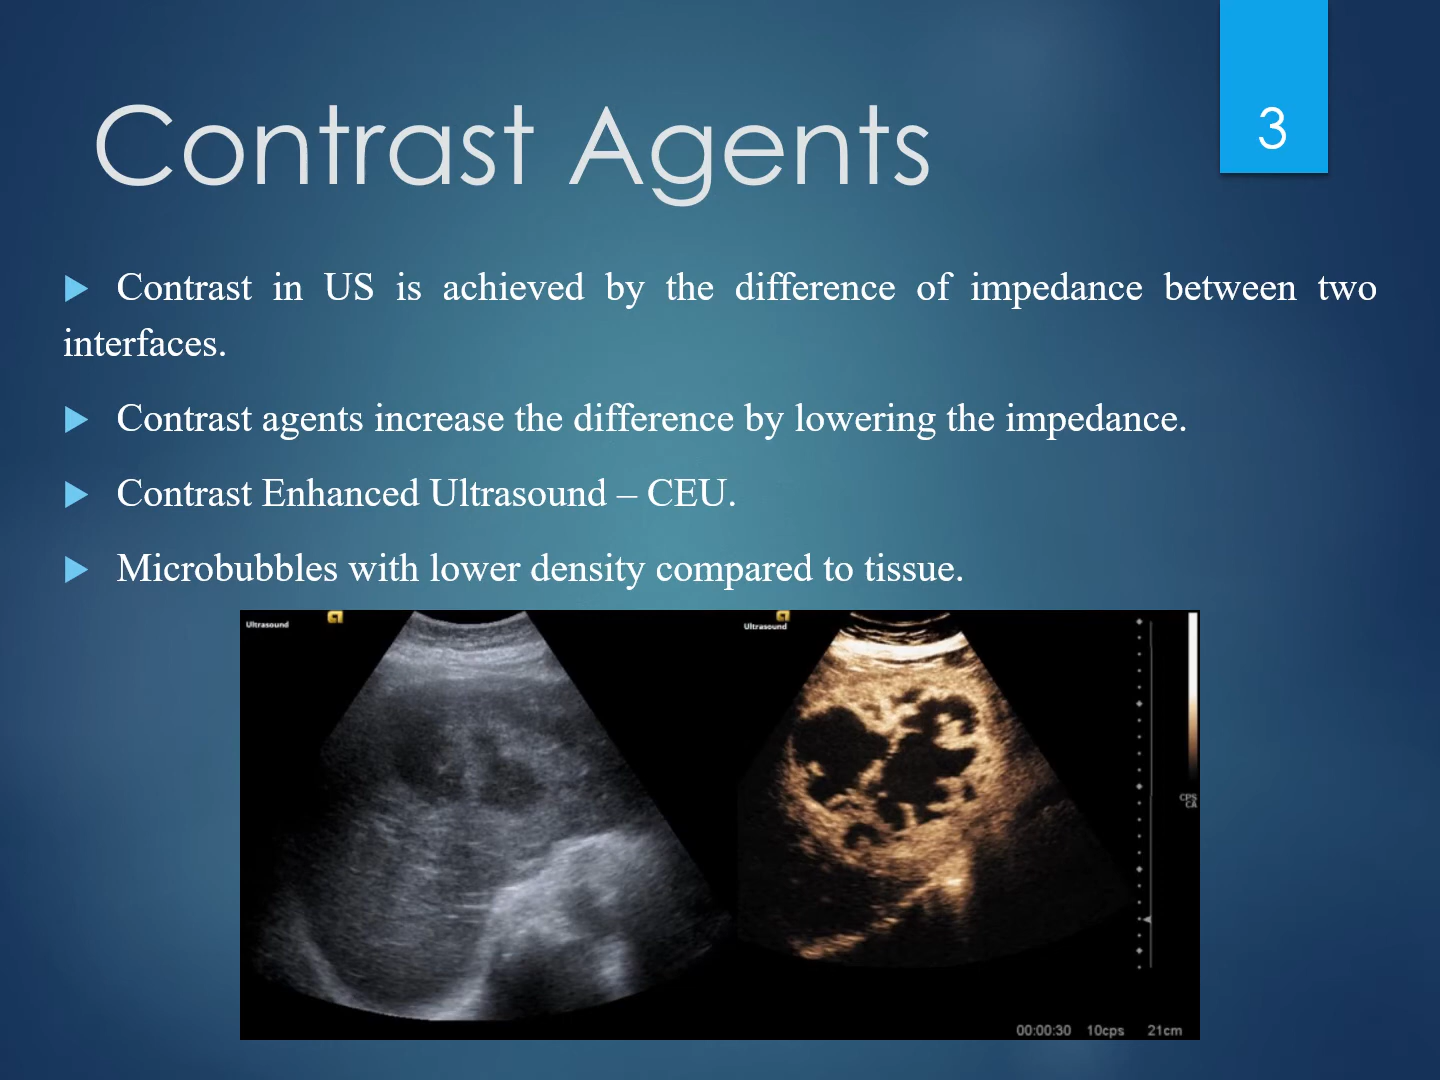 3
Contrast Agents
Contrast in US is achieved by the difference of impedance between two
interfaces.
Contrast agents increase the difference by lowering the impedance.
Contrast Enhanced Ultrasound – CEU.
Microbubbles with lower density compared to tissue.
Ultrasound
Ultrasound
CPS
CA
00:00:30 10cps 21cm